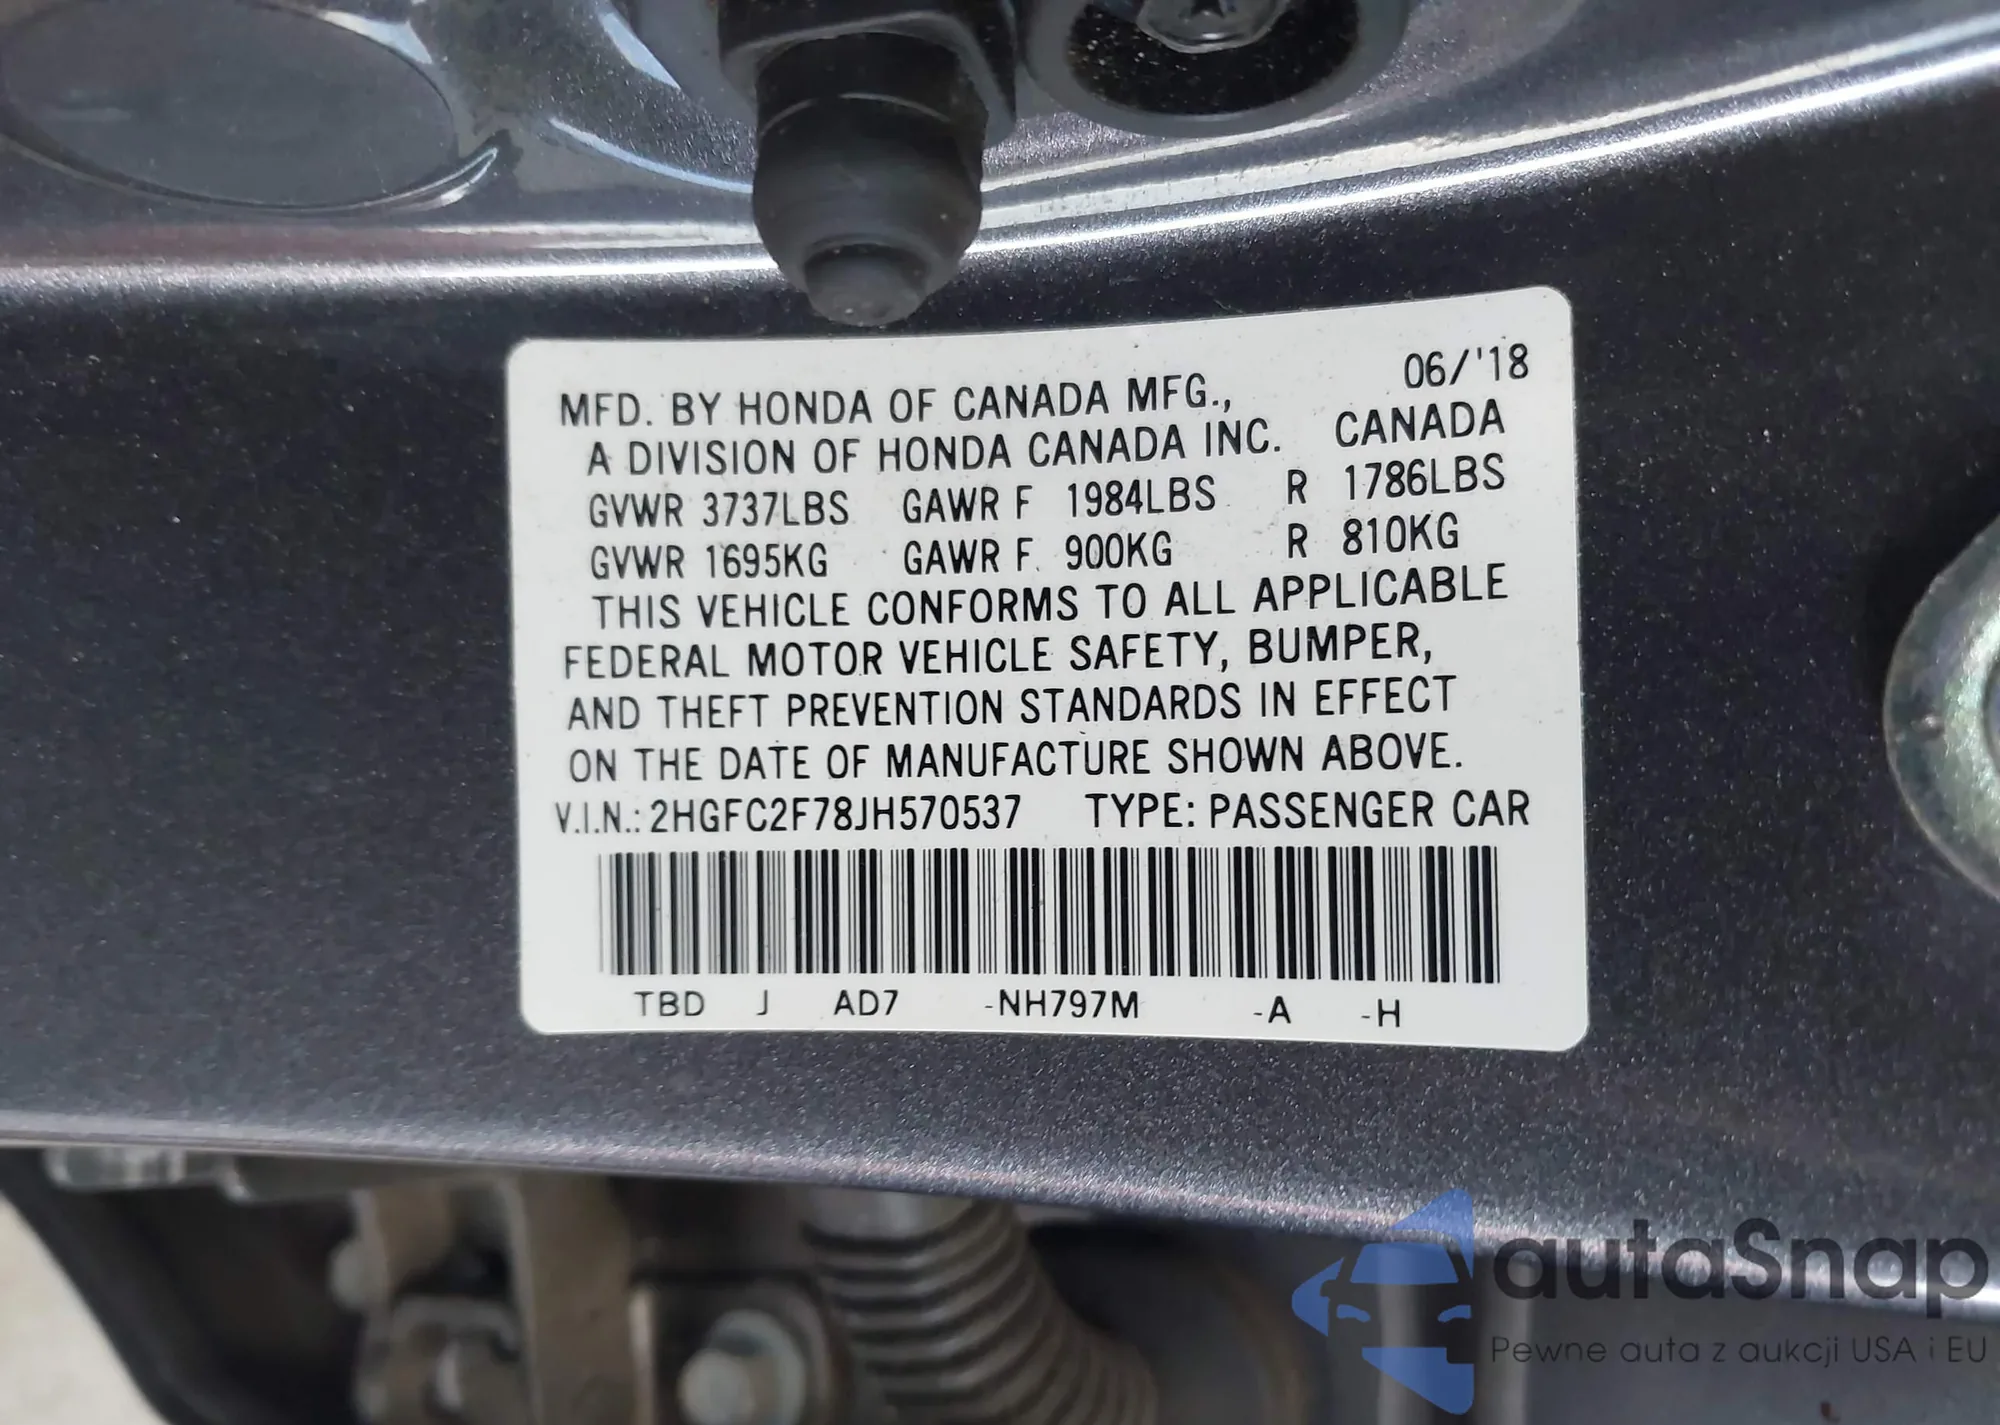 06/'18
MFD. BY HONDA OF CANADA MFG.,
A DIVISION OF HONDA CANADA INC. CANADA
GVWR 3737LBS GAWR F 1984LBS R 1786LBS
GVWR 1695KG GAWR F 900KG R 810KG
THIS VEHICLE CONFORMS TO ALL APPLICABLE
FEDERAL MOTOR VEHICLE SAFETY, BUMPER,
AND THEFT PREVENTION STANDARDS IN EFFECT
ON THE DATE OF MANUFACTURE SHOWN ABOVE.
V.I.N.: 2HGFC2F78JH570537 TYPE: PASSENGER CAR
TBD J AD7 -NH797M -A -H
autaSnap
Pewne auta z aukcji USA i EU